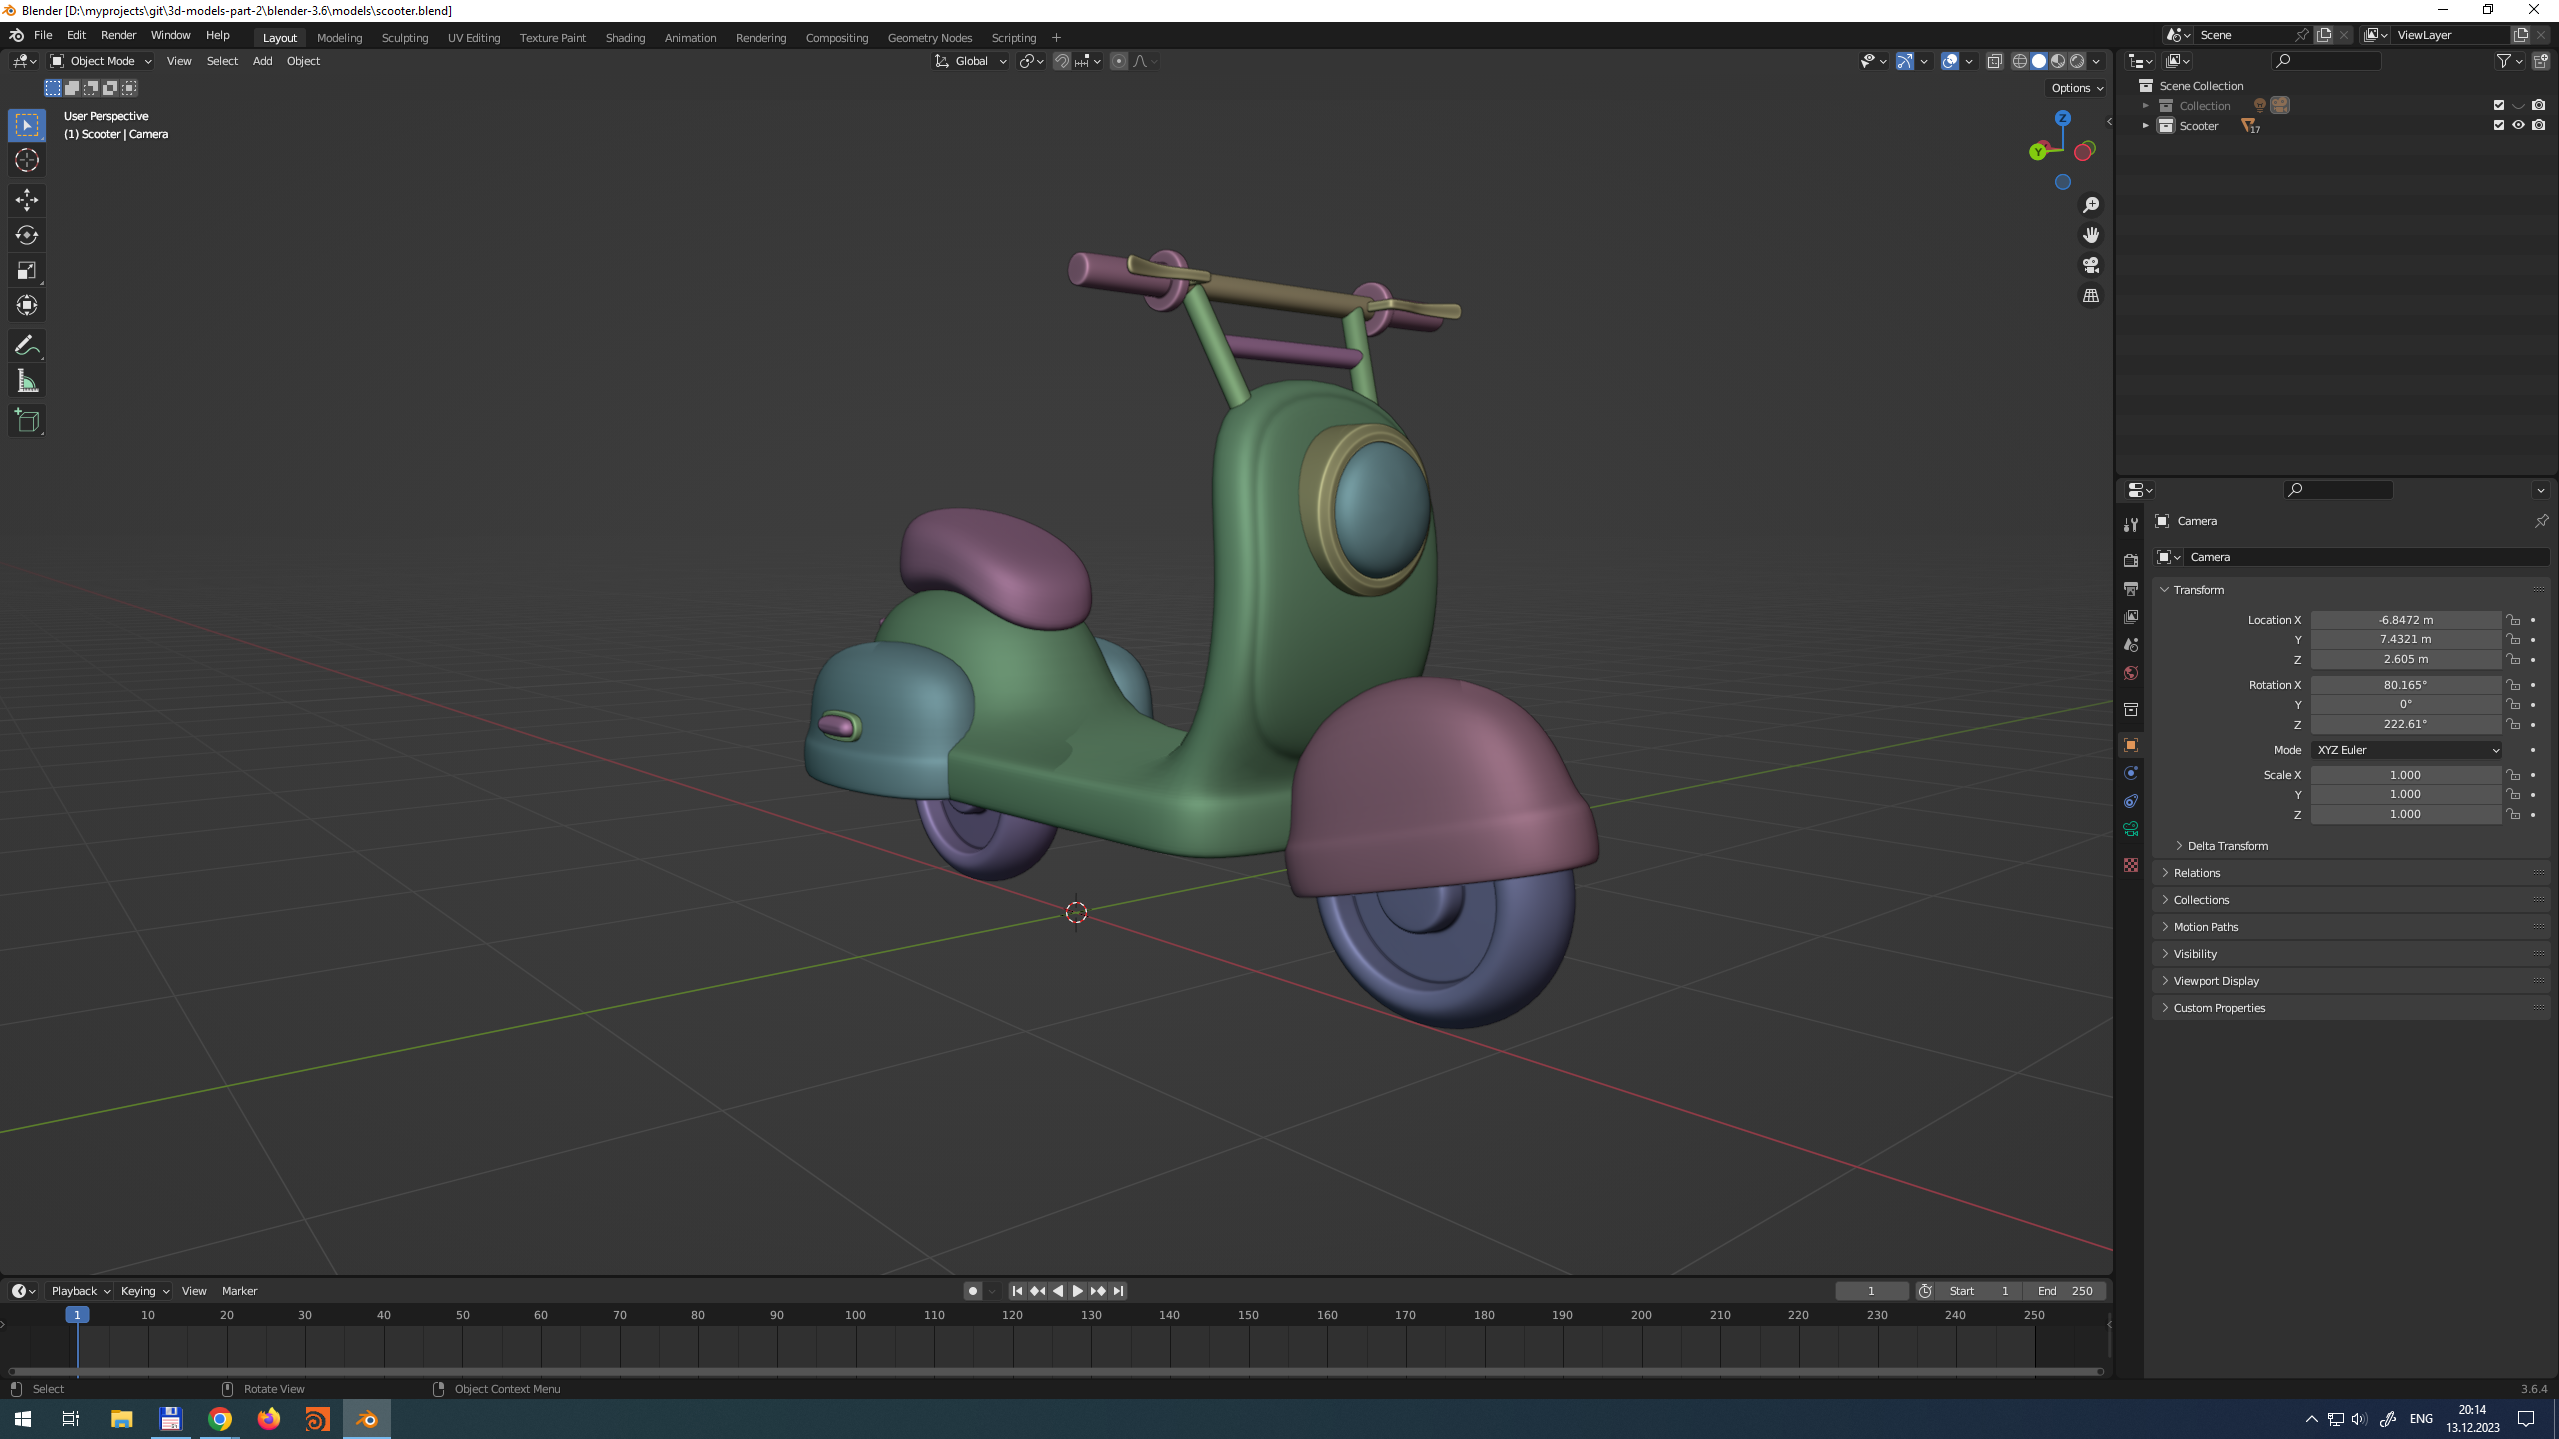 Blender [D:\myprojects\git\3d-models-part-2\blender-3.6\models\scooter.blend]
File Edit Render Window Help Layout Modeling Sculpting UV Editing Texture Paint Shading Animation Rendering Compositing Geometry Nodes Scripting + Scene ViewLayer
Object Mode View Select Add Object Global
Options
User Perspective
(1) Scooter | Camera
Z
Y
Scene Collection
Collection
Scooter 17
Camera
Camera
Transform
Location X -6.8472 m
Y 7.4321 m
Z 2.605 m
Rotation X 80.165°
Y 0°
Z 222.61°
Mode XYZ Euler
Scale X 1.000
Y 1.000
Z 1.000
Delta Transform
Relations
Collections
Motion Paths
Visibility
Viewport Display
Custom Properties
Playback Keying View Marker 1 Start 1 End 250
1 10 20 30 40 50 60 70 80 90 100 110 120 130 140 150 160 170 180 190 200 210 220 230 240 250
Select Rotate View Object Context Menu 3.6.4
ENG
20:14
13.12.2023